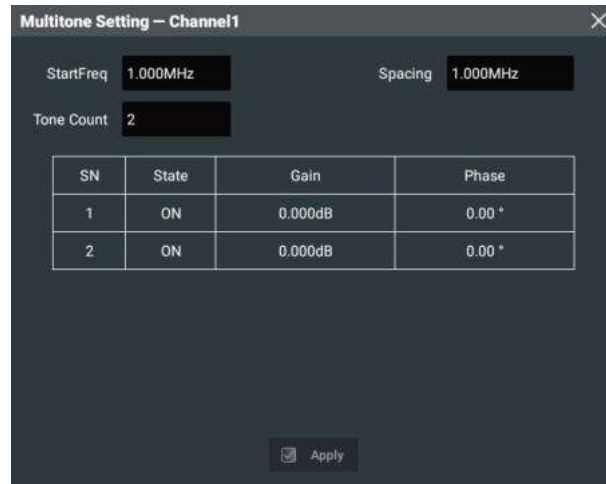 Multitone Setting — Channel1
StartFreq 1.000MHz Spacing 1.000MHz
Tone Count 2
SN State Gain Phase
1 ON 0.000dB 0.00 °
2 ON 0.000dB 0.00 °
Apply